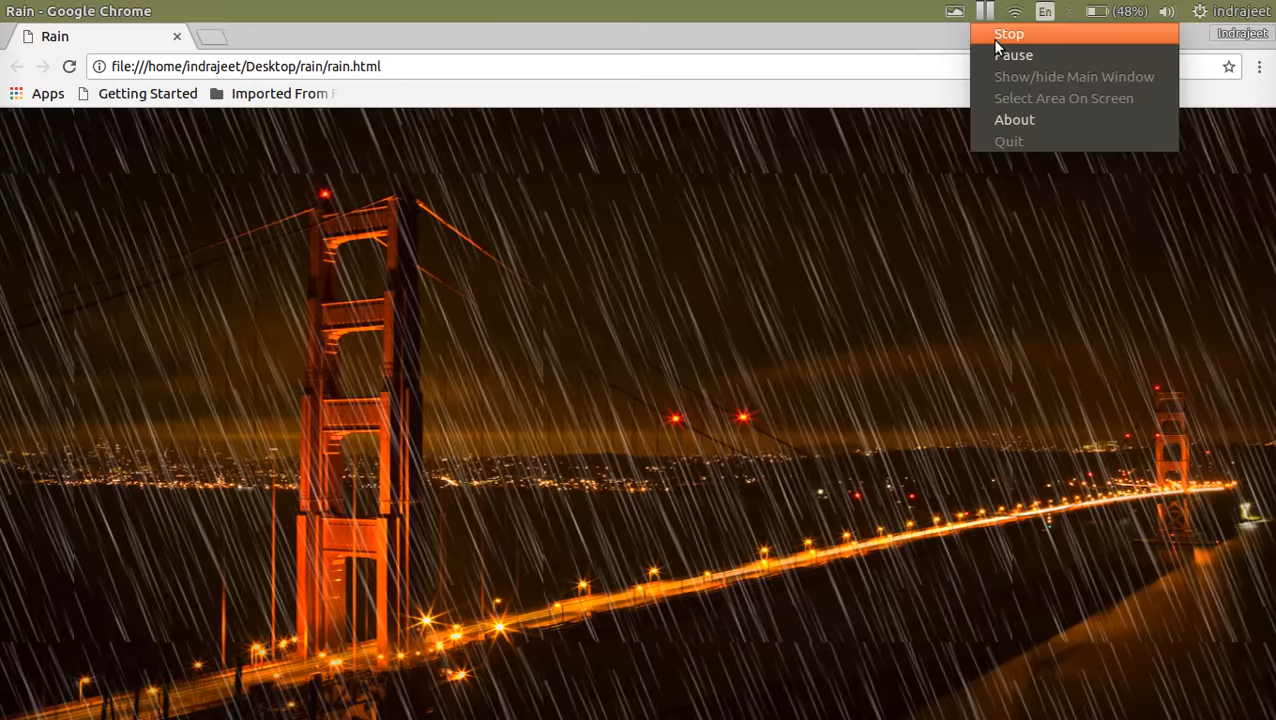 Rain - Google Chrome
En
(48%)
indrajeet
Rain
Indrajeet
file:///home/indrajeet/Desktop/rain/rain.html
Apps
Getting Started
Imported From
Stop
Pause
Show/hide Main Window
Select Area On Screen
About
Quit